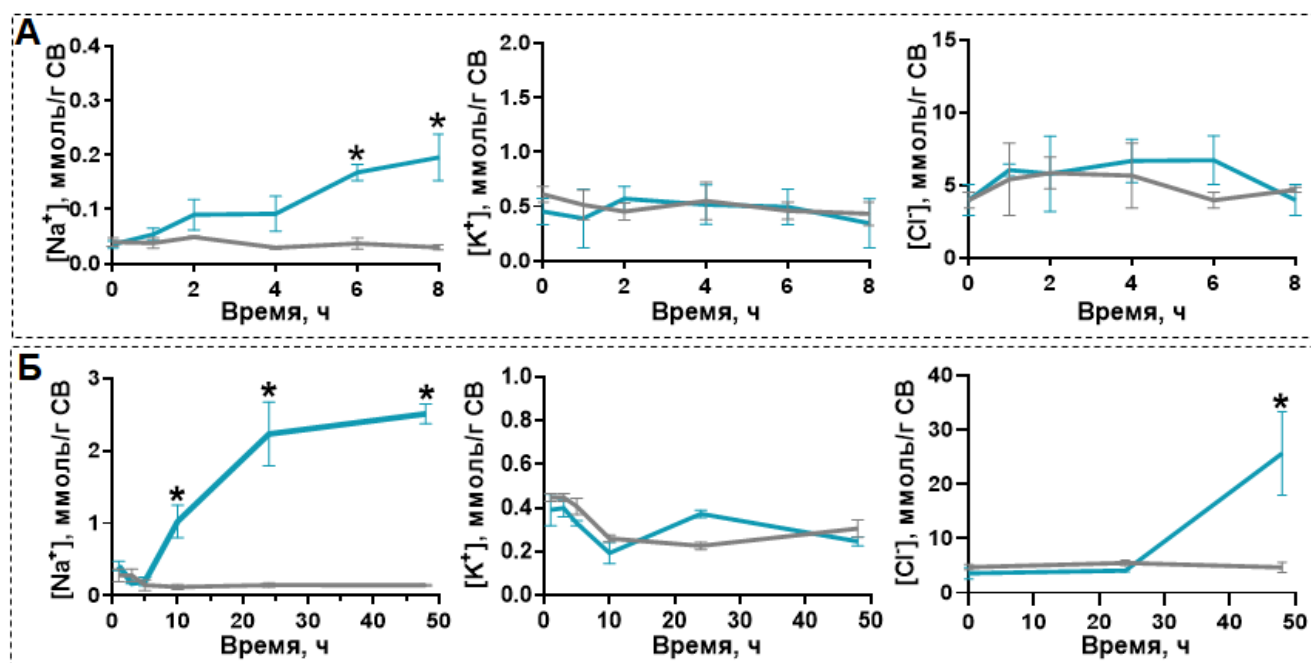 А
[Na⁺], ммоль/г СВ
0.4
0.3
0.2
0.1
0.0
* *
0 2 4 6 8
Время, ч
[K⁺], ммоль/г СВ
2.0
1.5
1.0
0.5
0.0
0 2 4 6 8
Время, ч
[Cl⁻], ммоль/г СВ
15
10
5
0
0 2 4 6 8
Время, ч
Б
[Na⁺], ммоль/г СВ
3
2
1
0
* * *
0 10 20 30 40 50
Время, ч
[K⁺], ммоль/г СВ
1.0
0.8
0.6
0.4
0.2
0.0
0 10 20 30 40 50
Время, ч
[Cl⁻], ммоль/г СВ
40
30
20
10
0
*
0 10 20 30 40 50
Время, ч